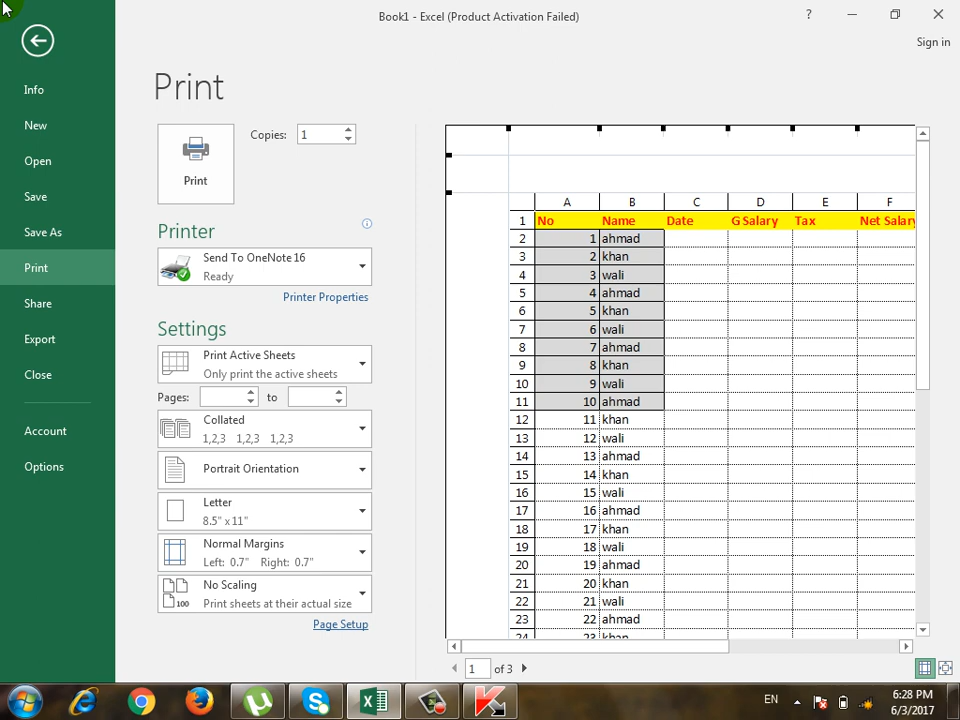 Book1 - Excel (Product Activation Failed)
?
Sign in
Info
New
Open
Save
Save As
Print
Share
Export
Close
Account
Options
Print
Print
Copies: 1
Printer
Send To OneNote 16
Ready
Printer Properties
Settings
Print Active Sheets
Only print the active sheets
Pages: to
Collated
1,2,3 1,2,3 1,2,3
Portrait Orientation
Letter
8.5" x 11"
Normal Margins
Left: 0.7" Right: 0.7"
No Scaling
100 Print sheets at their actual size
Page Setup
A B C D E F
1 No Name Date G Salary Tax Net Salary
2 1 ahmad
3 2 khan
4 3 wali
5 4 ahmad
6 5 khan
7 6 wali
8 7 ahmad
9 8 khan
10 9 wali
11 10 ahmad
12 11 khan
13 12 wali
14 13 ahmad
15 14 khan
16 15 wali
17 16 ahmad
18 17 khan
19 18 wali
20 19 ahmad
21 20 khan
22 21 wali
23 22 ahmad
24 23 khan
1 of 3
EN
6:28 PM
6/3/2017